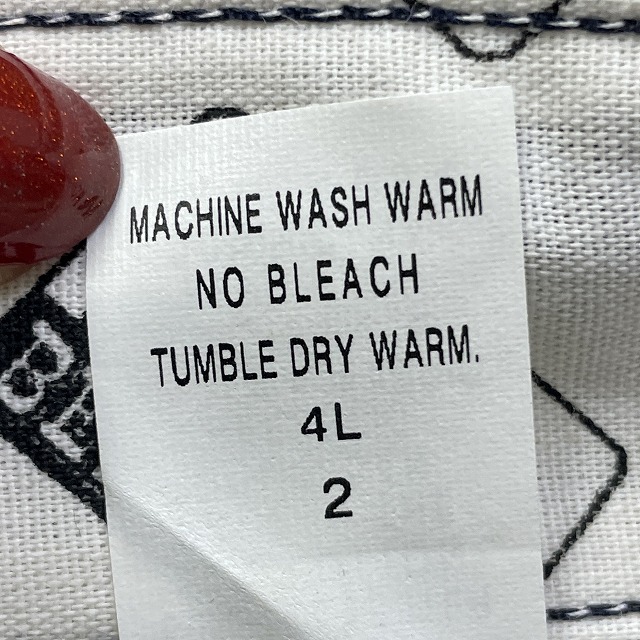 MACHINE WASH WARM
NO BLEACH
TUMBLE DRY WARM.
4L
2